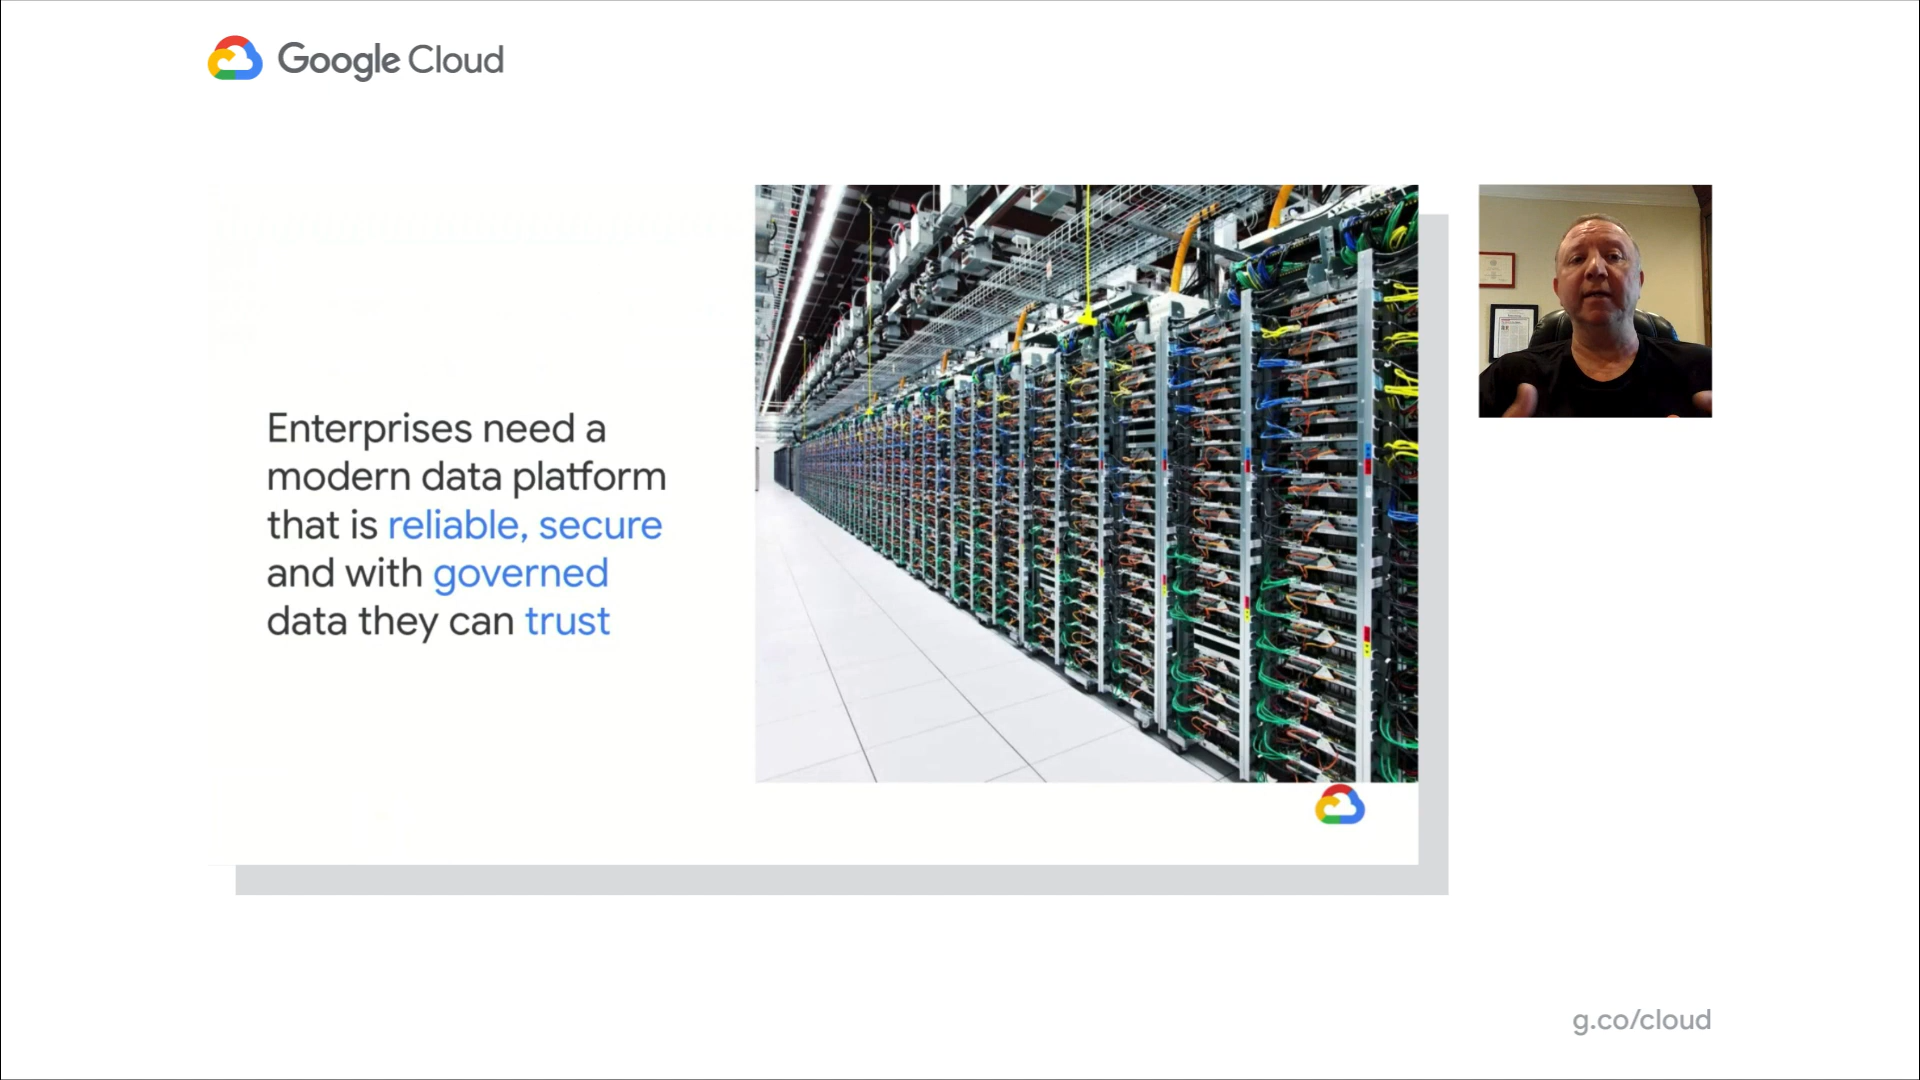 Google Cloud
Enterprises need a
modern data platform
that is reliable, secure
and with governed
data they can trust
g.co/cloud